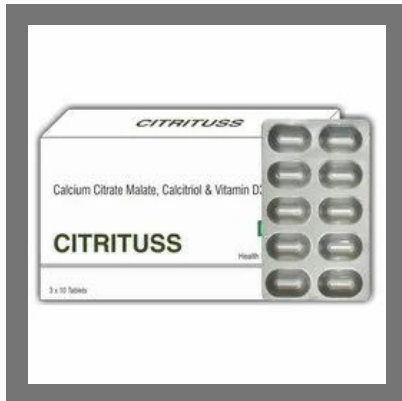 CITRITUSS
Calcium Citrate Malate, Calcitriol & Vitamin D3
CITRITUSS
Health
3 x 10 Tablets